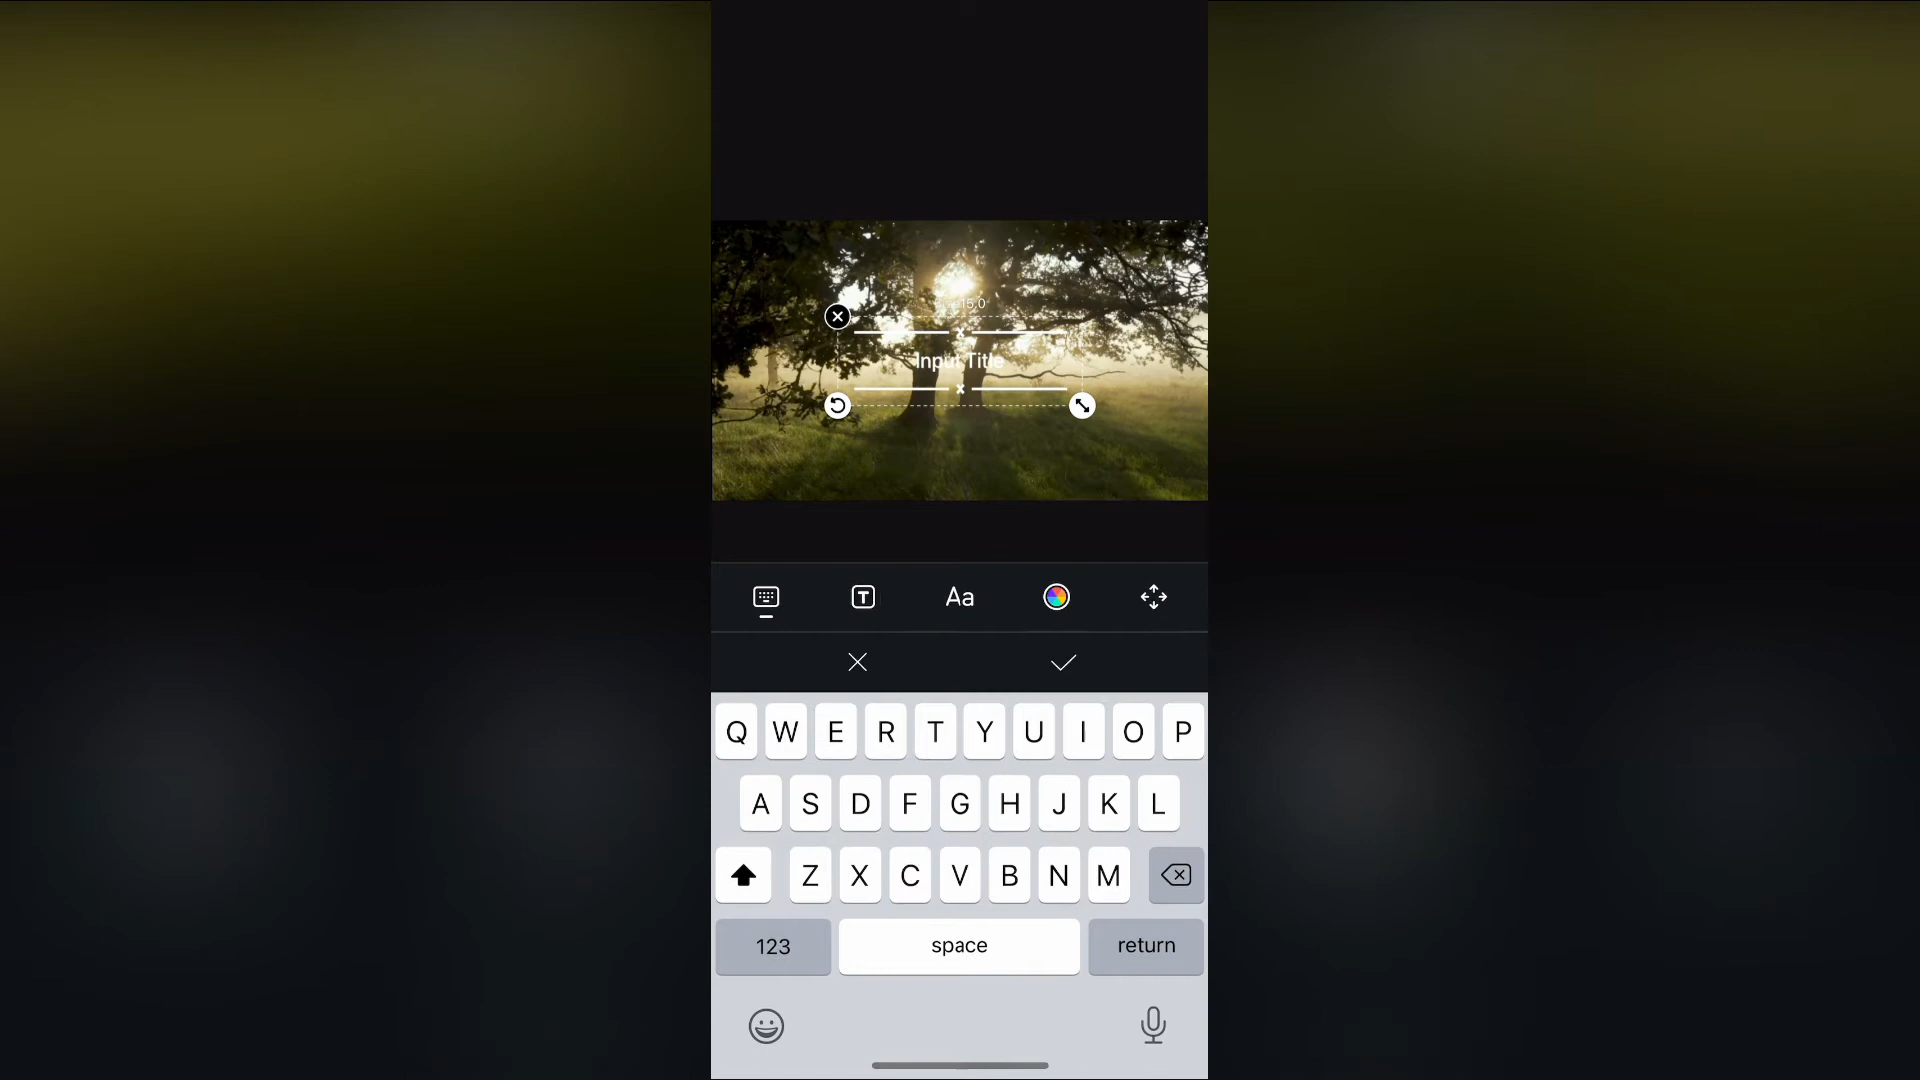 Input Title
Aa
Q W E R T Y U I O P
A S D F G H J K L
Z X C V B N M
123 space return